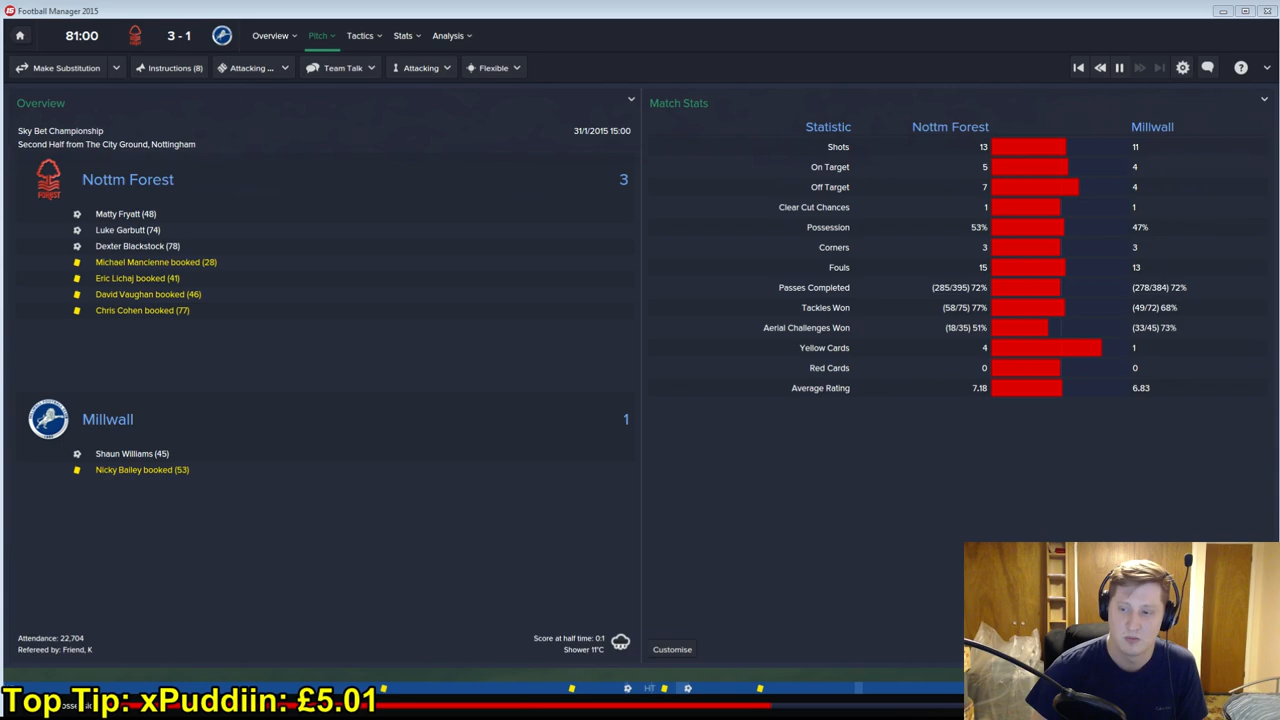 Football Manager 2015
81:00 3 - 1 Overview Pitch Tactics Stats Analysis
Make Substitution Instructions (8) Attacking ... Team Talk Attacking Flexible
Overview
Sky Bet Championship 31/1/2015 15:00
Second Half from The City Ground, Nottingham
FOREST
Nottm Forest 3
Matty Fryatt (48)
Luke Garbutt (74)
Dexter Blackstock (78)
Michael Mancienne booked (28)
Eric Lichaj booked (41)
David Vaughan booked (46)
Chris Cohen booked (77)
Millwall 1
Shaun Williams (45)
Nicky Bailey booked (53)
Attendance: 22,704 Score at half time: 0:1
Refereed by: Friend, K Shower 11°C
Match Stats
Statistic Nottm Forest Millwall
Shots 13 11
On Target 5 4
Off Target 7 4
Clear Cut Chances 1 1
Possession 53% 47%
Corners 3 3
Fouls 15 13
Passes Completed (285/395) 72% (278/384) 72%
Tackles Won (58/75) 77% (49/72) 68%
Aerial Challenges Won (18/35) 51% (33/45) 73%
Yellow Cards 4 1
Red Cards 0 0
Average Rating 7.18 6.83
Customise
HT
Top Tip: xPuddiin: £5.01